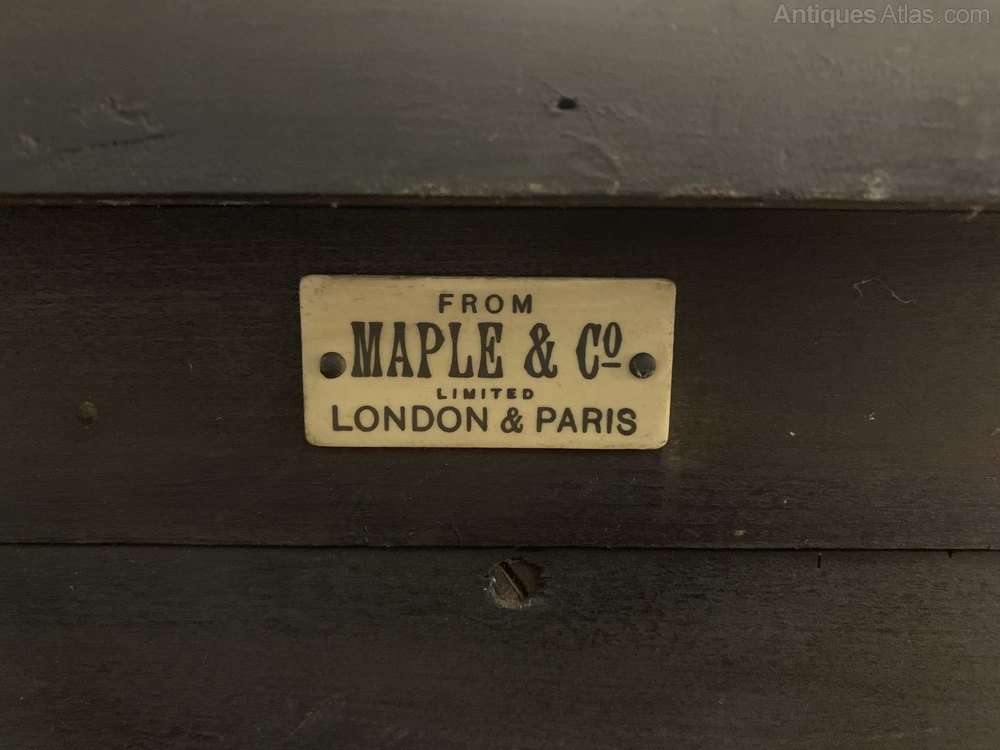 AntiquesAtlas.com
FROM
MAPLE & Cº
LIMITED
LONDON & PARIS